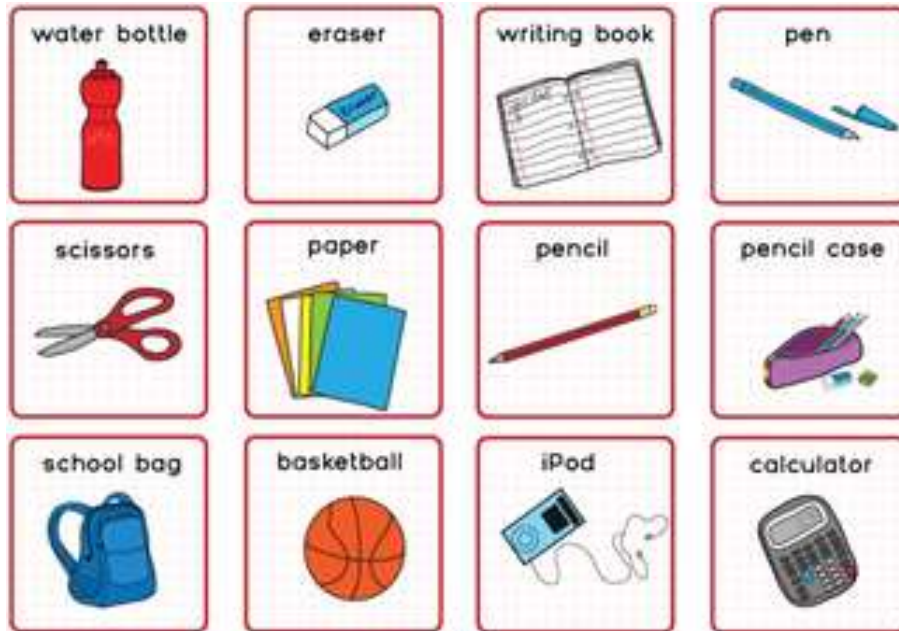 water bottle
eraser
writing book
pen
scissors
paper
pencil
pencil case
school bag
basketball
iPod
calculator